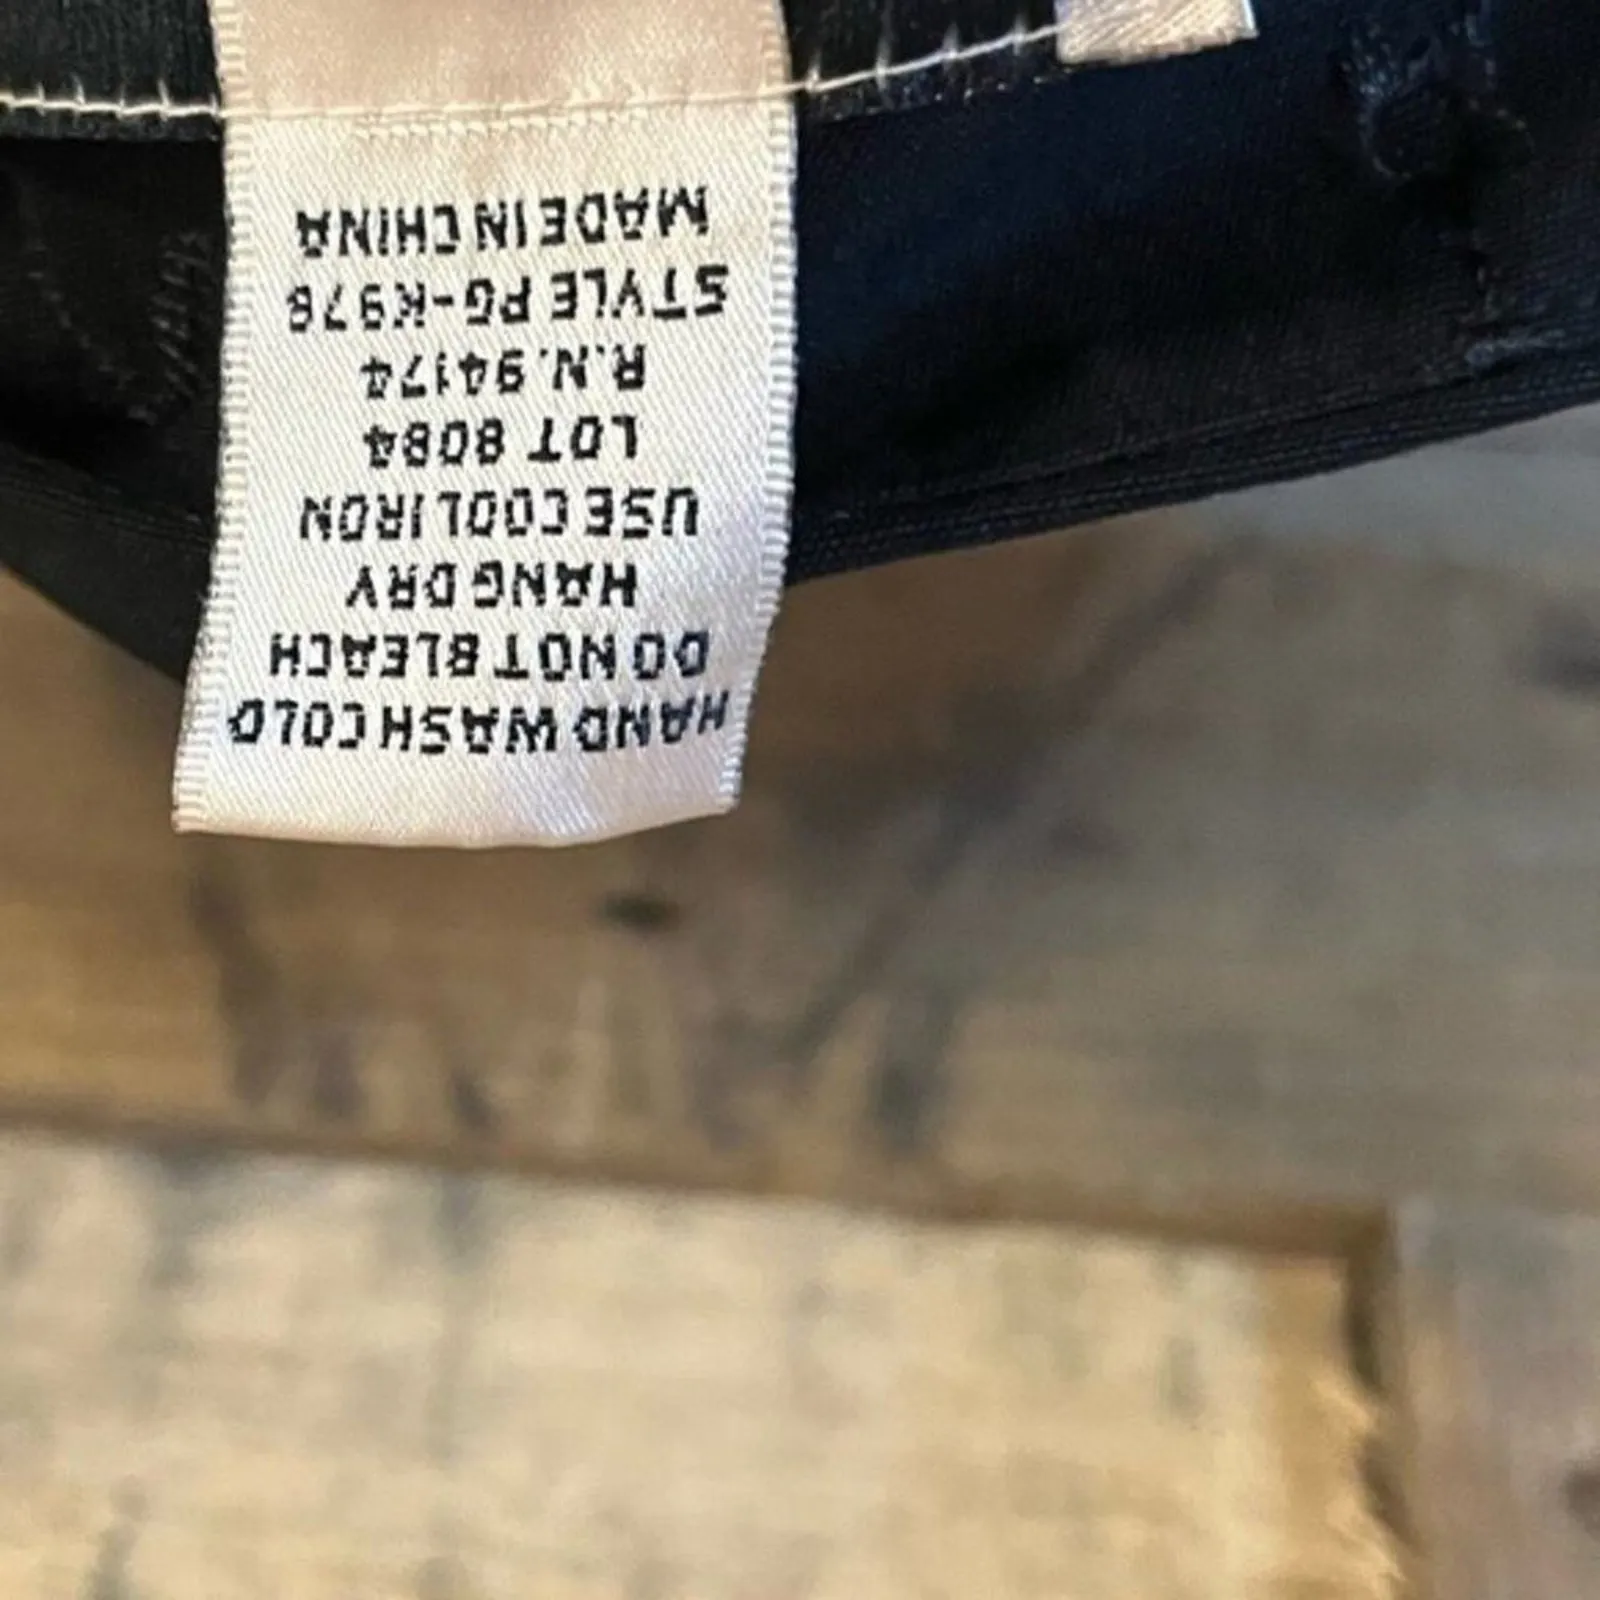 HAND WASH COLD
DO NOT BLEACH
HANG DRY
USE COOL IRON
LOT 8084
R.N. 94174
STYLE PG-K978
MADE IN CHINA